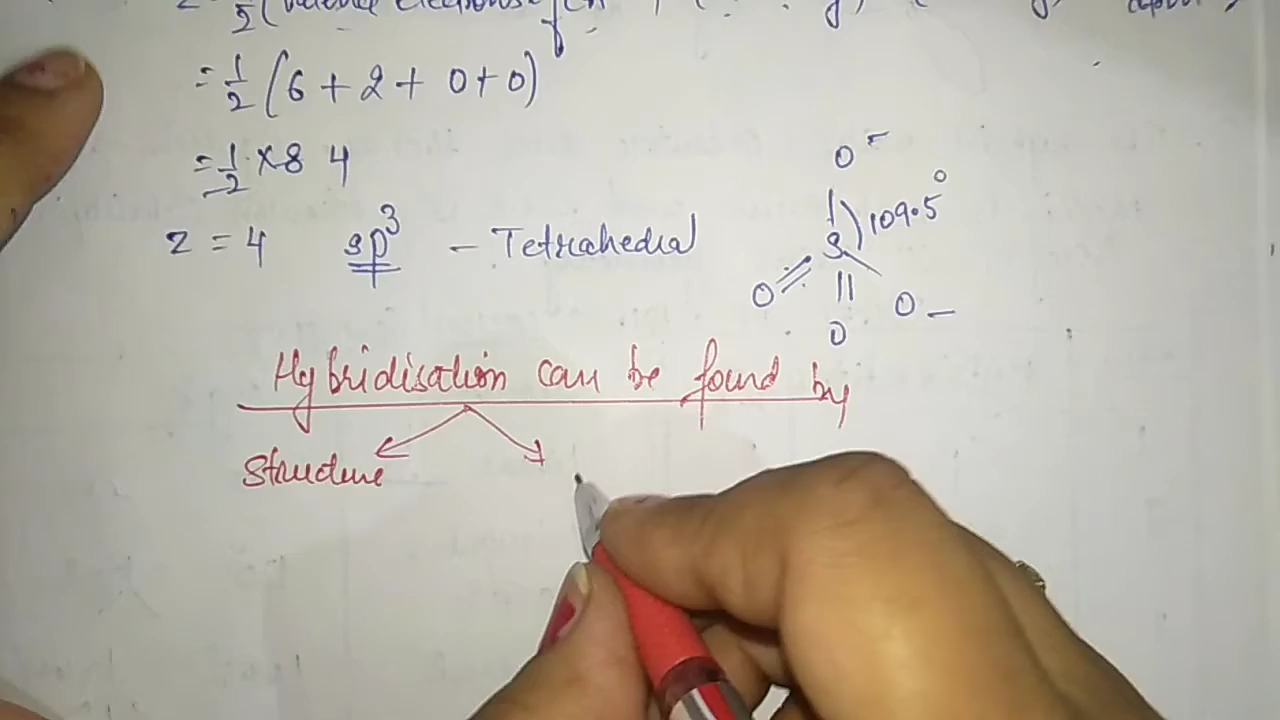 = 1/2 (6 + 2 + 0 + 0)
= 1/2 × 8 4
z = 4 sp³ – Tetrahedral
O –
109.5°
S
O O –
O
Hybridisation can be found by
Structure